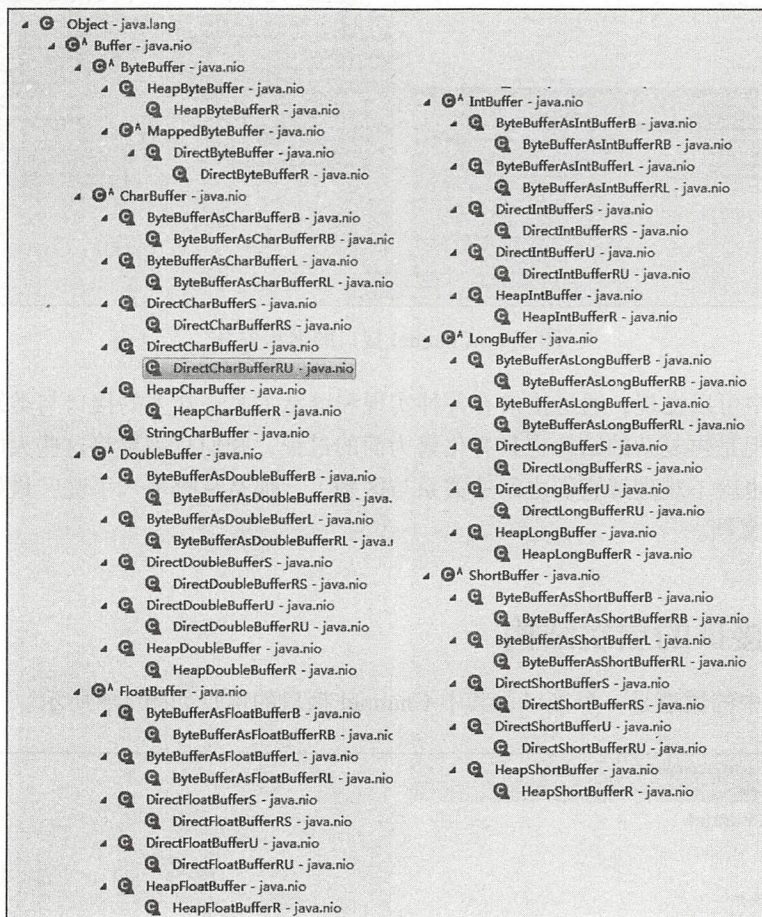 Object - java.lang
Buffer - java.nio
ByteBuffer - java.nio
HeapByteBuffer - java.nio
HeapByteBufferR - java.nio
MappedByteBuffer - java.nio
DirectByteBuffer - java.nio
DirectByteBufferR - java.nio
CharBuffer - java.nio
ByteBufferAsCharBufferB - java.nio
ByteBufferAsCharBufferRB - java.nic
ByteBufferAsCharBufferL - java.nio
ByteBufferAsCharBufferRL - java.nio
DirectCharBufferS - java.nio
DirectCharBufferRS - java.nio
DirectCharBufferU - java.nio
DirectCharBufferRU - java.nio
HeapCharBuffer - java.nio
HeapCharBufferR - java.nio
StringCharBuffer - java.nio
DoubleBuffer - java.nio
ByteBufferAsDoubleBufferB - java.nio
ByteBufferAsDoubleBufferRB - java.
ByteBufferAsDoubleBufferL - java.nio
ByteBufferAsDoubleBufferRL - java.r
DirectDoubleBufferS - java.nio
DirectDoubleBufferRS - java.nio
DirectDoubleBufferU - java.nio
DirectDoubleBufferRU - java.nio
HeapDoubleBuffer - java.nio
HeapDoubleBufferR - java.nio
FloatBuffer - java.nio
ByteBufferAsFloatBufferB - java.nio
ByteBufferAsFloatBufferRB - java.nic
ByteBufferAsFloatBufferL - java.nio
ByteBufferAsFloatBufferRL - java.nio
DirectFloatBufferS - java.nio
DirectFloatBufferRS - java.nio
DirectFloatBufferU - java.nio
DirectFloatBufferRU - java.nio
HeapFloatBuffer - java.nio
HeapFloatBufferR - java.nio
IntBuffer - java.nio
ByteBufferAsIntBufferB - java.nio
ByteBufferAsIntBufferRB - java.nio
ByteBufferAsIntBufferL - java.nio
ByteBufferAsIntBufferRL - java.nio
DirectIntBufferS - java.nio
DirectIntBufferRS - java.nio
DirectIntBufferU - java.nio
DirectIntBufferRU - java.nio
HeapIntBuffer - java.nio
HeapIntBufferR - java.nio
LongBuffer - java.nio
ByteBufferAsLongBufferB - java.nio
ByteBufferAsLongBufferRB - java.nio
ByteBufferAsLongBufferL - java.nio
ByteBufferAsLongBufferRL - java.nio
DirectLongBufferS - java.nio
DirectLongBufferRS - java.nio
DirectLongBufferU - java.nio
DirectLongBufferRU - java.nio
HeapLongBuffer - java.nio
HeapLongBufferR - java.nio
ShortBuffer - java.nio
ByteBufferAsShortBufferB - java.nio
ByteBufferAsShortBufferRB - java.nio
ByteBufferAsShortBufferL - java.nio
ByteBufferAsShortBufferRL - java.nio
DirectShortBufferS - java.nio
DirectShortBufferRS - java.nio
DirectShortBufferU - java.nio
DirectShortBufferRU - java.nio
HeapShortBuffer - java.nio
HeapShortBufferR - java.nio